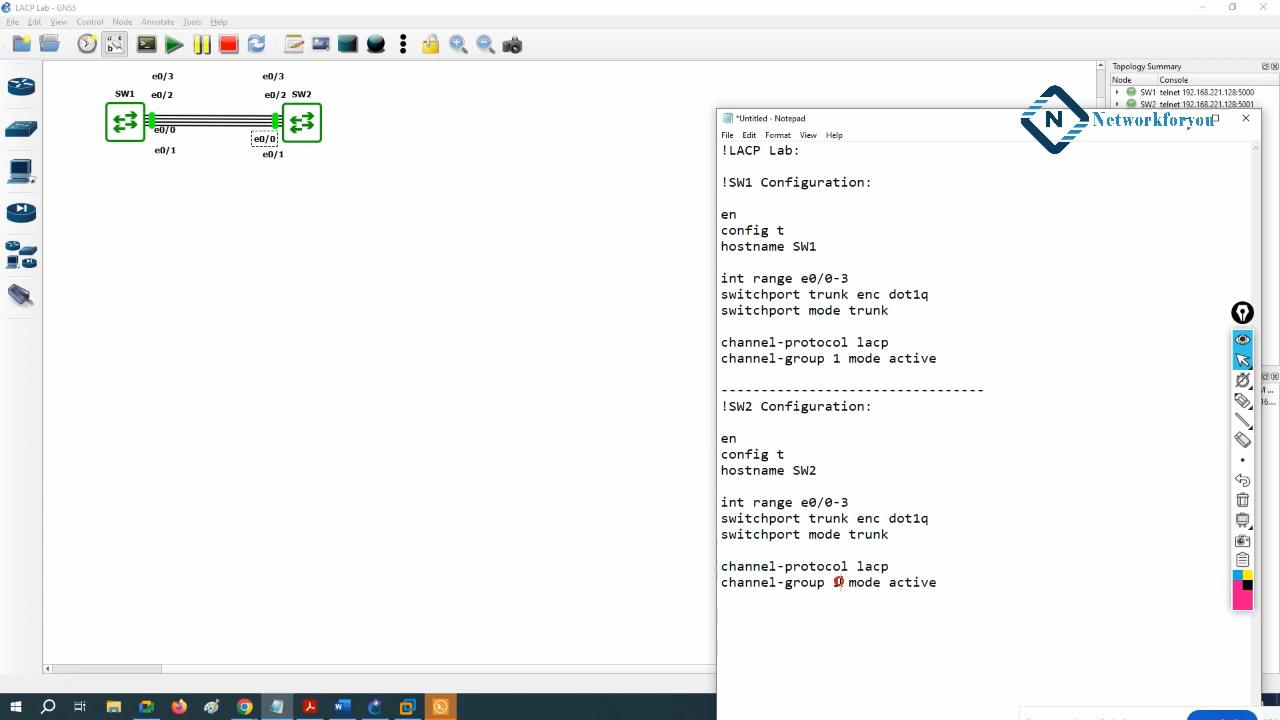 LACP Lab - GNS3
File Edit View Control Node Annotate Tools Help
e0/3 e0/3
SW1 e0/2 e0/2 SW2
e0/0 e0/0
e0/1 e0/1
Topology Summary
Node Console
SW1 telnet 192.168.221.128:5000
SW2 telnet 192.168.221.128:5001
N Networkforyou
*Untitled - Notepad
File Edit Format View Help
!LACP Lab:
!SW1 Configuration:
en
config t
hostname SW1
int range e0/0-3
switchport trunk enc dot1q
switchport mode trunk
channel-protocol lacp
channel-group 1 mode active
---------------------------------
!SW2 Configuration:
en
config t
hostname SW2
int range e0/0-3
switchport trunk enc dot1q
switchport mode trunk
channel-protocol lacp
channel-group mode active